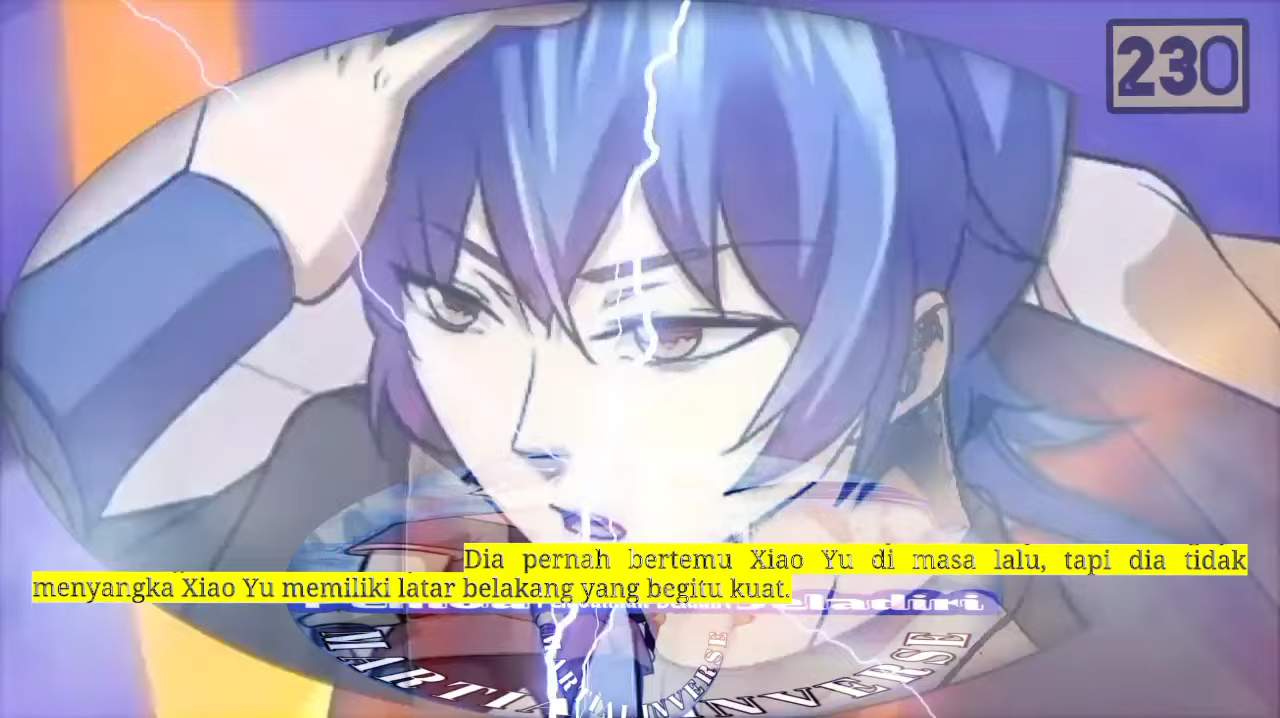 230
Dia pernah bertemu Xiao Yu di masa lalu, tapi dia tidak
menyangka Xiao Yu memiliki latar belakang yang begitu kuat.
MARTIAL INVERSE